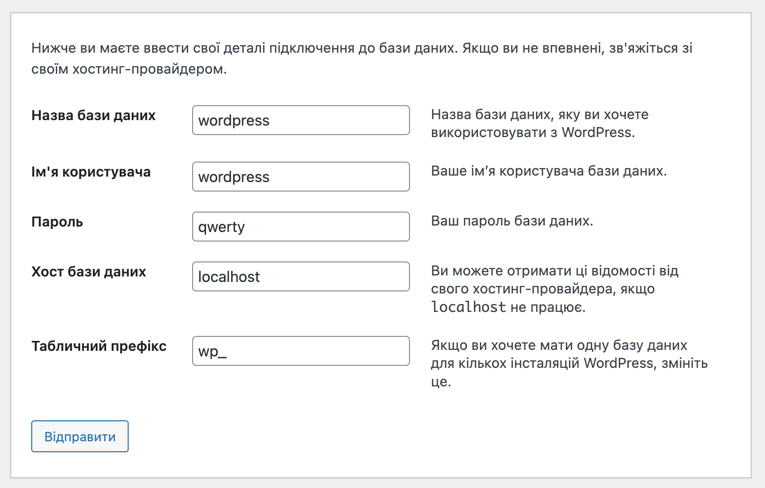 Нижче ви маєте ввести свої деталі підключення до бази даних. Якщо ви не впевнені, зв'яжіться зі
своїм хостинг-провайдером.
Назва бази даних
wordpress
Назва бази даних, яку ви хочете
використовувати з WordPress.
Ім'я користувача
wordpress
Ваше ім’я користувача бази даних.
Пароль
qwerty
Ваш пароль бази даних.
Хост бази даних
localhost
Ви можете отримати ці відомості від
свого хостинг-провайдера, якщо
localhost не працює.
Табличний префікс
wp_
Якщо ви хочете мати одну базу даних
для кількох інсталяцій WordPress, змініть
це.
Відправити